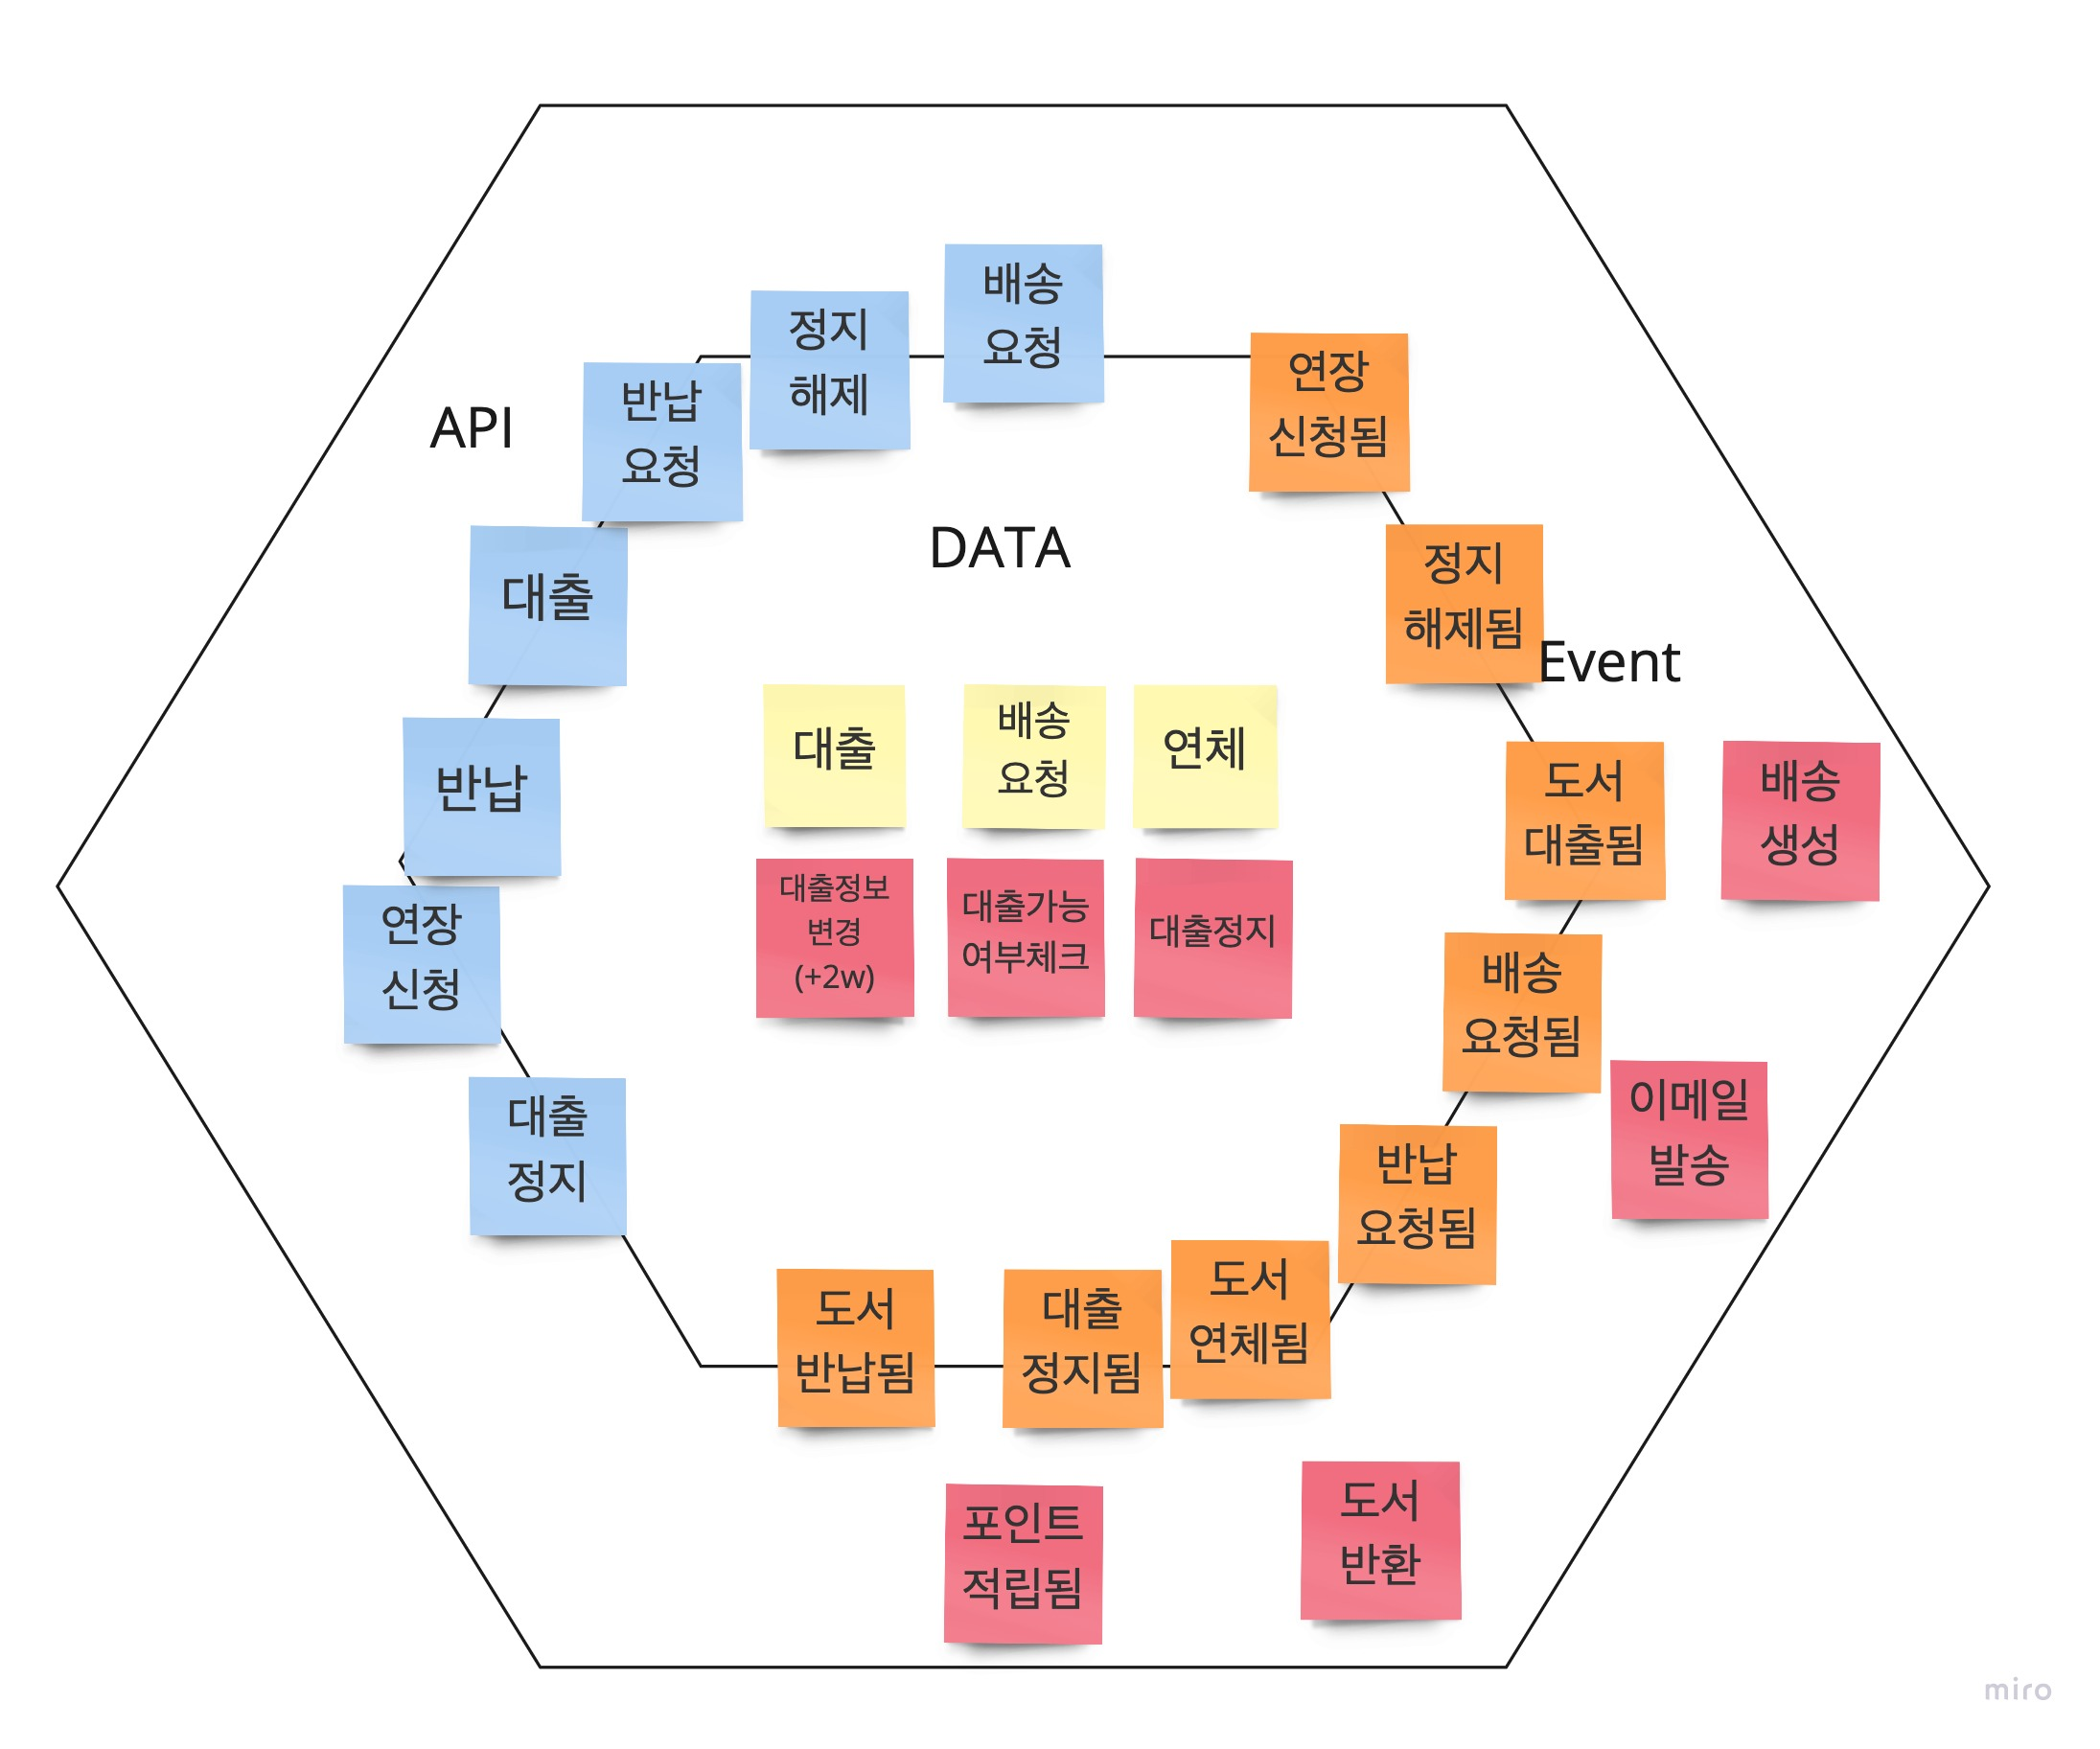 배송
요청
정지
해제
연장
신청됨
반납
요청
API
DATA
정지
해제됨
대출
Event
반납
대출
배송
요청
연체
도서
대출됨
배송
생성
대출정보
변경
(+2w)
대출가능
여부체크
대출정지
연장
신청
배송
요청됨
이메일
발송
대출
정지
반납
요청됨
도서
반납됨
대출
정지됨
도서
연체됨
포인트
적립됨
도서
반환
miro